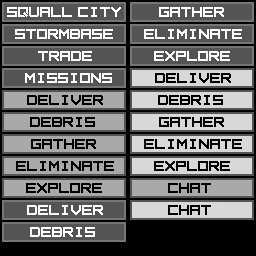 SQUALL CITY
STORMBASE
TRADE
MISSIONS
DELIVER
DEBRIS
GATHER
ELIMINATE
EXPLORE
DELIVER
DEBRIS
GATHER
ELIMINATE
EXPLORE
DELIVER
DEBRIS
GATHER
ELIMINATE
EXPLORE
CHAT
CHAT